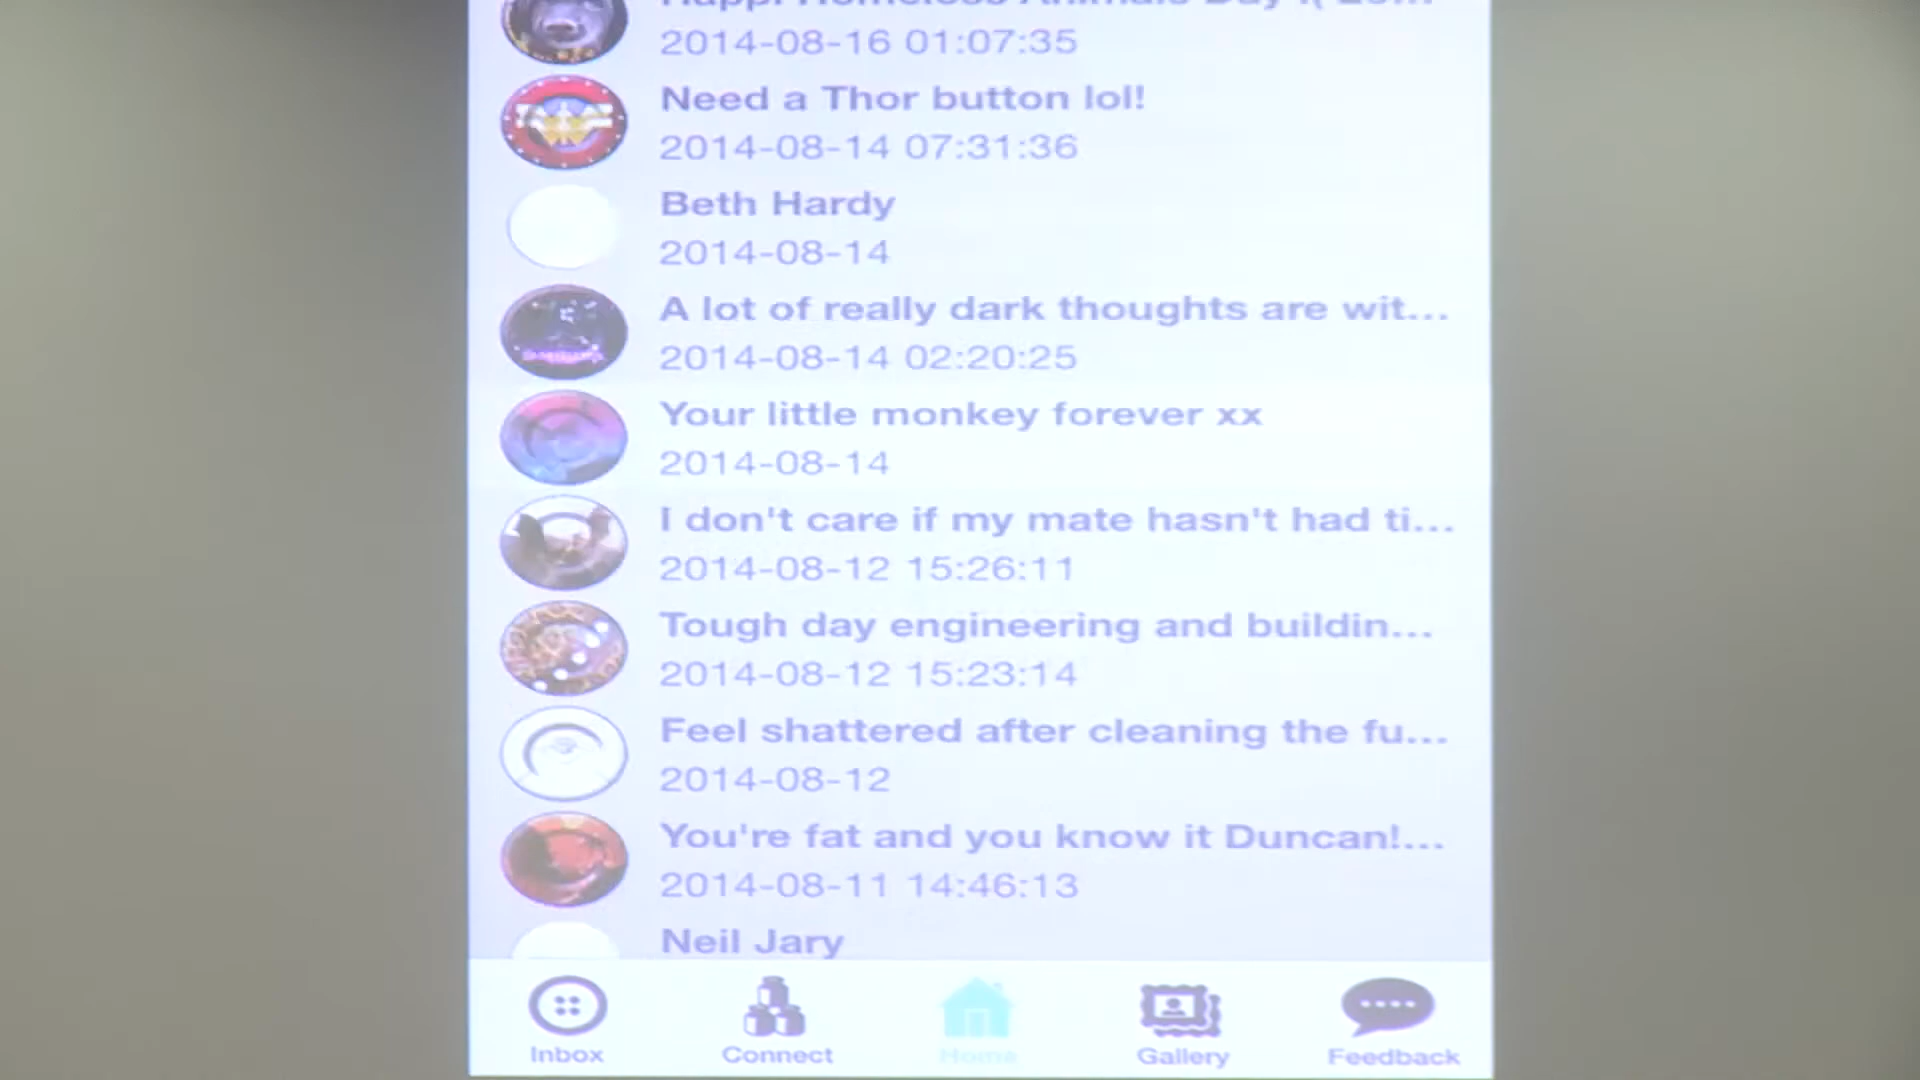 Happi Homeless Animals Day
2014-08-16 01:07:35
Need a Thor button lol!
2014-08-14 07:31:36
Beth Hardy
2014-08-14
A lot of really dark thoughts are wit...
2014-08-14 02:20:25
Your little monkey forever xx
2014-08-14
I don't care if my mate hasn't had ti...
2014-08-12 15:26:11
Tough day engineering and buildin...
2014-08-12 15:23:14
Feel shattered after cleaning the fu...
2014-08-12
You're fat and you know it Duncan!...
2014-08-11 14:46:13
Neil Jary
Inbox
Connect
Home
Gallery
Feedback